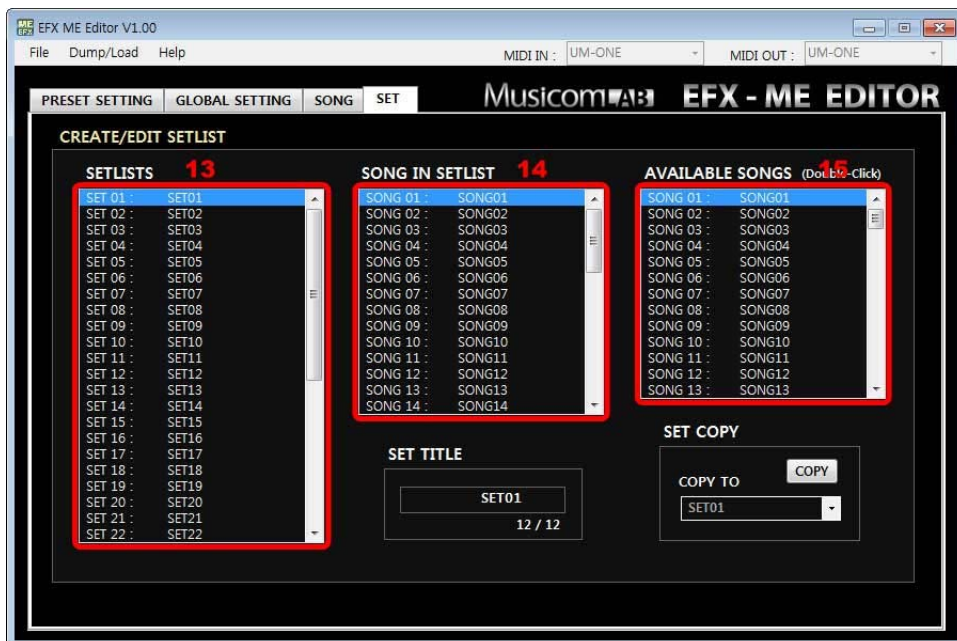 EFX ME Editor V1.00
File Dump/Load Help MIDI IN : UM-ONE MIDI OUT : UM-ONE
PRESET SETTING GLOBAL SETTING SONG SET MusicomLAB EFX - ME EDITOR
CREATE/EDIT SETLIST
SETLISTS 13
SET 01 : SET01
SET 02 : SET02
SET 03 : SET03
SET 04 : SET04
SET 05 : SET05
SET 06 : SET06
SET 07 : SET07
SET 08 : SET08
SET 09 : SET09
SET 10 : SET10
SET 11 : SET11
SET 12 : SET12
SET 13 : SET13
SET 14 : SET14
SET 15 : SET15
SET 16 : SET16
SET 17 : SET17
SET 18 : SET18
SET 19 : SET19
SET 20 : SET20
SET 21 : SET21
SET 22 : SET22
SONG IN SETLIST 14
SONG 01 : SONG01
SONG 02 : SONG02
SONG 03 : SONG03
SONG 04 : SONG04
SONG 05 : SONG05
SONG 06 : SONG06
SONG 07 : SONG07
SONG 08 : SONG08
SONG 09 : SONG09
SONG 10 : SONG10
SONG 11 : SONG11
SONG 12 : SONG12
SONG 13 : SONG13
SONG 14 : SONG14
SET TITLE
SET01
12 / 12
AVAILABLE SONGS (Double-Click) 15
SONG 01 : SONG01
SONG 02 : SONG02
SONG 03 : SONG03
SONG 04 : SONG04
SONG 05 : SONG05
SONG 06 : SONG06
SONG 07 : SONG07
SONG 08 : SONG08
SONG 09 : SONG09
SONG 10 : SONG10
SONG 11 : SONG11
SONG 12 : SONG12
SONG 13 : SONG13
SET COPY
COPY TO COPY
SET01